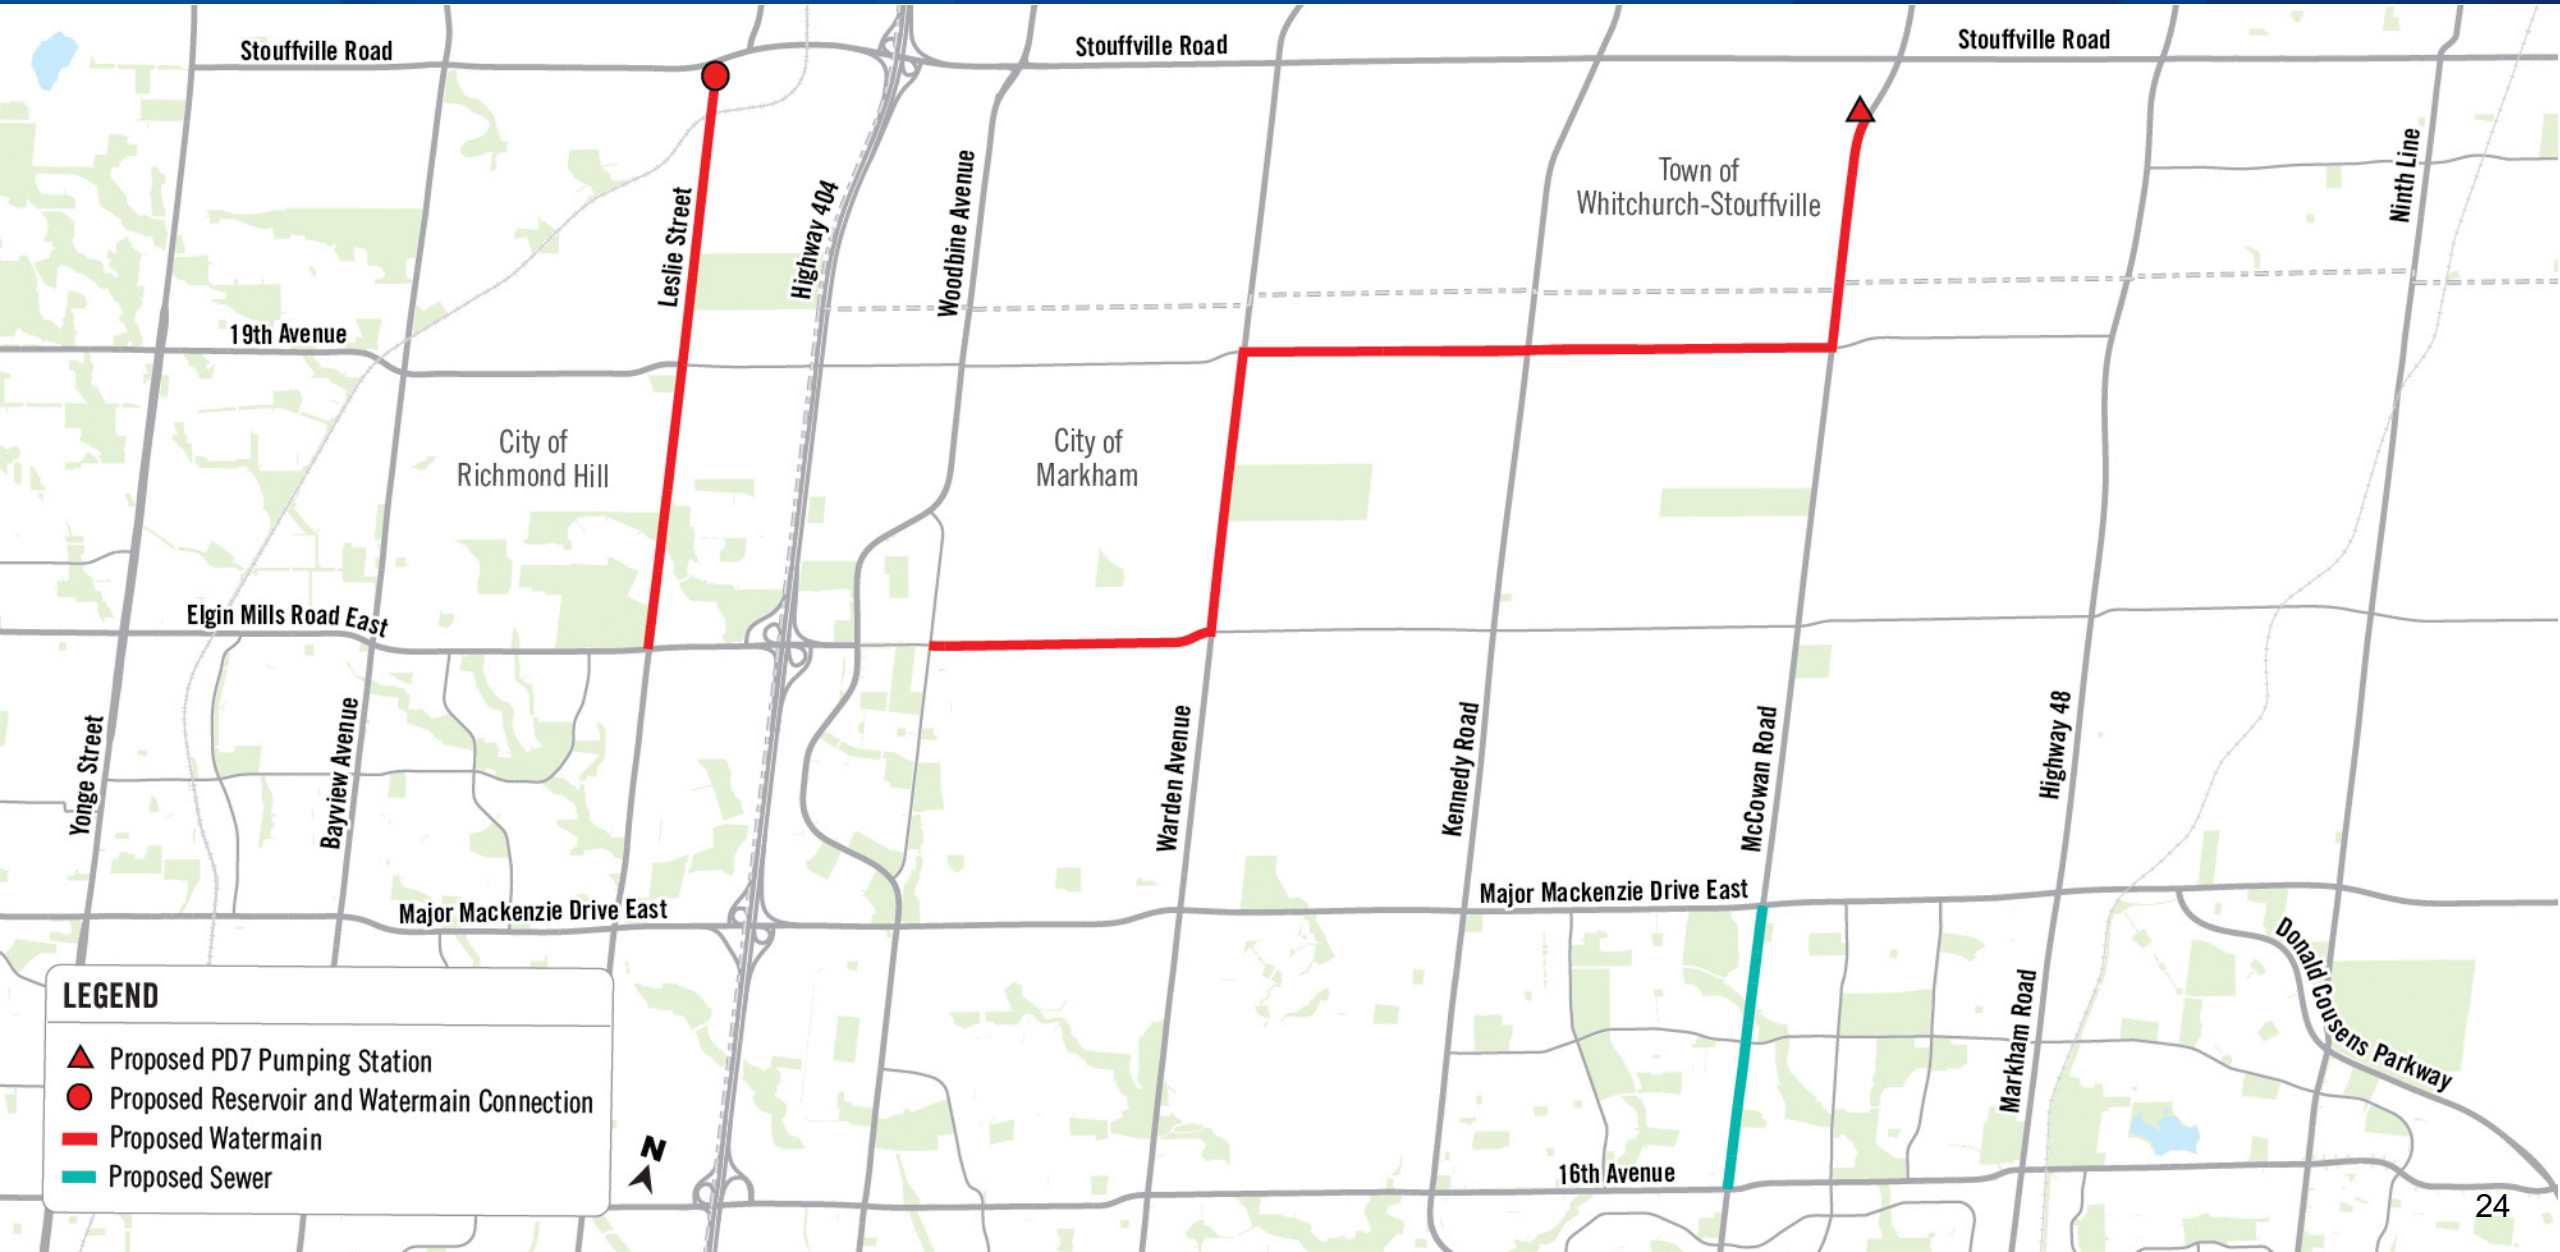 Stouffville Road
Stouffville Road
Stouffville Road
Leslie Street
Highway 404
Woodbine Avenue
Town of
Whitchurch-Stouffville
Ninth Line
19th Avenue
City of
Richmond Hill
City of
Markham
Elgin Mills Road East
Yonge Street
Bayview Avenue
Warden Avenue
Kennedy Road
McCowan Road
Highway 48
Major Mackenzie Drive East
Major Mackenzie Drive East
Donald Cousens Parkway
Markham Road
16th Avenue
LEGEND
Proposed PD7 Pumping Station
Proposed Reservoir and Watermain Connection
Proposed Watermain
Proposed Sewer
N
24